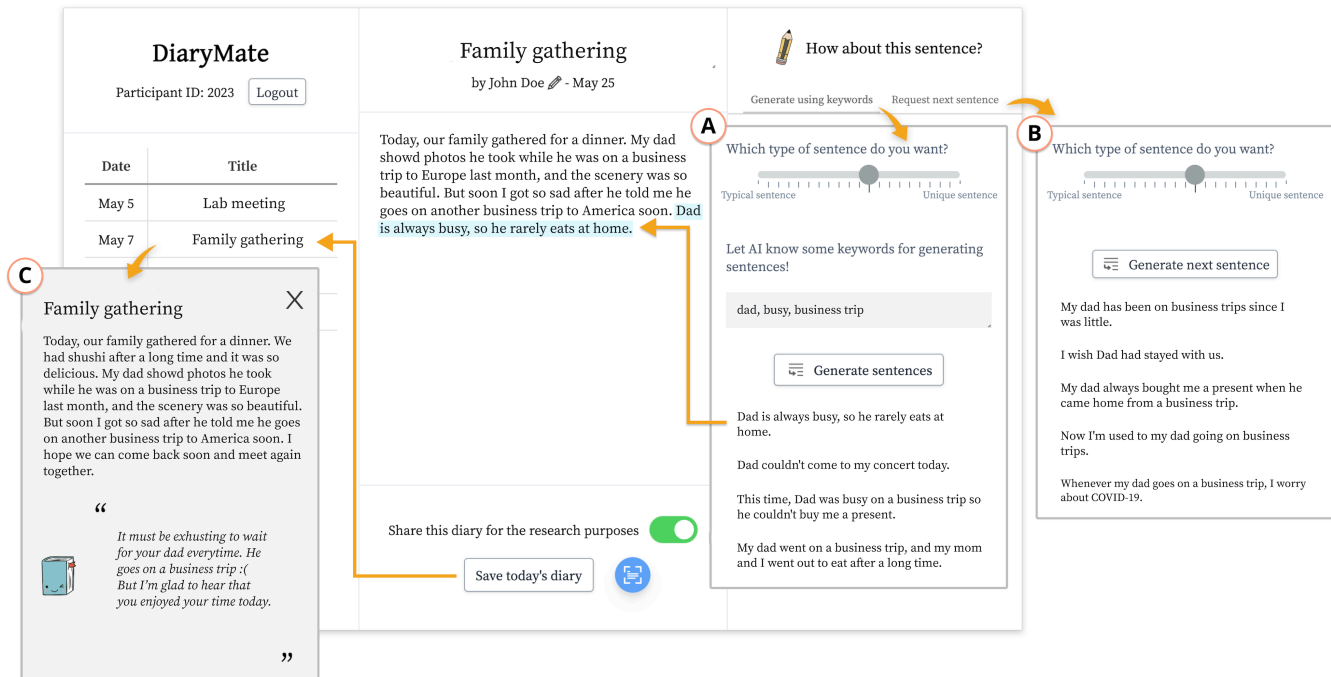 DiaryMate
Participant ID: 2023 Logout
Date Title
May 5 Lab meeting
May 7 Family gathering
Family gathering
by John Doe - May 25
Today, our family gathered for a dinner. My dad
showd photos he took while he was on a business
trip to Europe last month, and the scenery was so
beautiful. But soon I got so sad after he told me he
goes on another business trip to America soon. Dad
is always busy, so he rarely eats at home.
Share this diary for the research purposes
Save today's diary
How about this sentence?
Generate using keywords Request next sentence
A
Which type of sentence do you want?
Typical sentence Unique sentence
Let AI know some keywords for generating
sentences!
dad, busy, business trip
Generate sentences
Dad is always busy, so he rarely eats at
home.
Dad couldn't come to my concert today.
This time, Dad was busy on a business trip so
he couldn't buy me a present.
My dad went on a business trip, and my mom
and I went out to eat after a long time.
B
Which type of sentence do you want?
Typical sentence Unique sentence
Generate next sentence
My dad has been on business trips since I
was little.
I wish Dad had stayed with us.
My dad always bought me a present when he
came home from a business trip.
Now I'm used to my dad going on business
trips.
Whenever my dad goes on a business trip, I worry
about COVID-19.
C
Family gathering X
Today, our family gathered for a dinner. We
had shushi after a long time and it was so
delicious. My dad showd photos he took
while he was on a business trip to Europe
last month, and the scenery was so beautiful.
But soon I got so sad after he told me he goes
on another business trip to America soon. I
hope we can come back soon and meet again
together.
“
It must be exhusting to wait
for your dad everytime. He
goes on a business trip :(
But I'm glad to hear that
you enjoyed your time today.
”